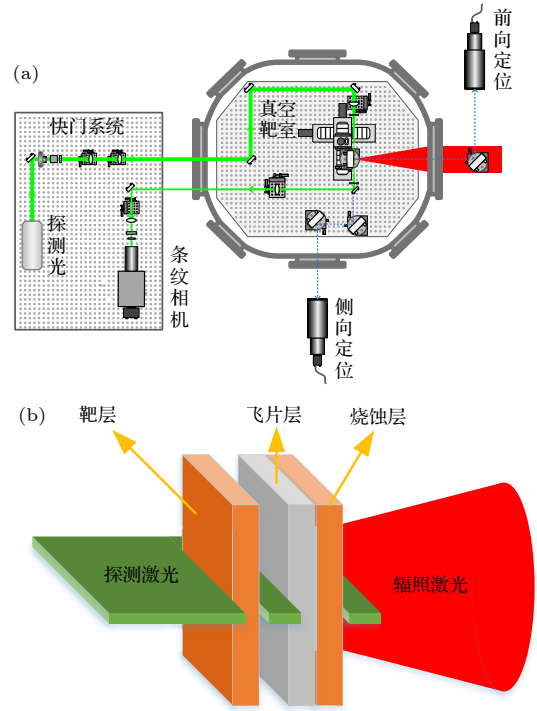 前向定位
(a)
快门系统
真空
靶室
探测光
条纹相机
侧向定位
(b)
靶层
飞片层
烧蚀层
探测激光
辐照激光